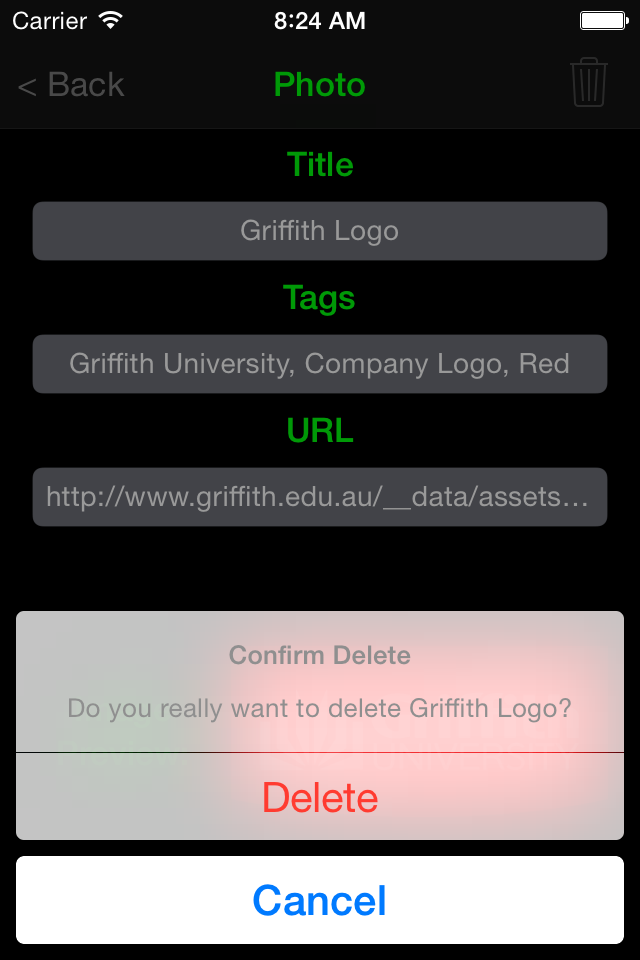 Carrier 8:24 AM
< Back Photo
Title
Griffith Logo
Tags
Griffith University, Company Logo, Red
URL
http://www.griffith.edu.au/__data/assets...
Confirm Delete
Do you really want to delete Griffith Logo?
Delete
Cancel